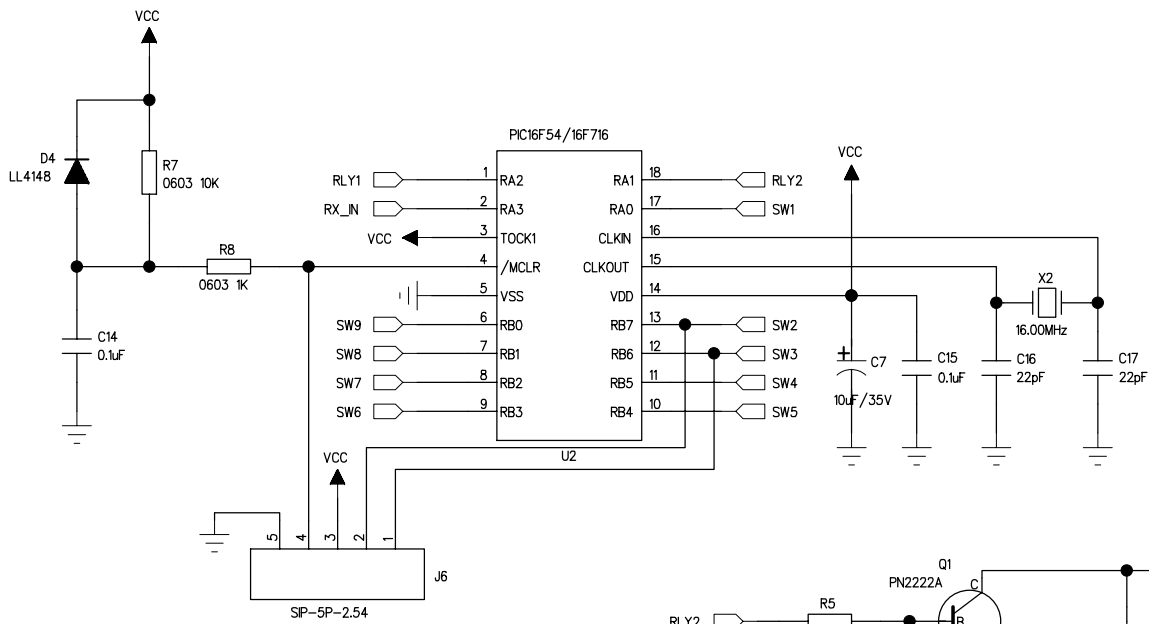 VCC
D4
LL4148
R7
0603 10K
R8
0603 1K
C14
0.1uF
PIC16F54/16F716
RLY1
1
RA2
RX_IN
2
RA3
VCC
3
TOCK1
4
/MCLR
5
VSS
SW9
6
RB0
SW8
7
RB1
SW7
8
RB2
SW6
9
RB3
RA1
18
RLY2
RA0
17
SW1
CLKIN
16
CLKOUT
15
VDD
14
RB7
13
SW2
RB6
12
SW3
RB5
11
SW4
RB4
10
SW5
U2
VCC
+
C7
10uF/35V
C15
0.1uF
X2
16.00MHz
C16
22pF
C17
22pF
VCC
5
4
3
2
1
J6
SIP-5P-2.54
Q1
PN2222A
C
B
R5
RLY2